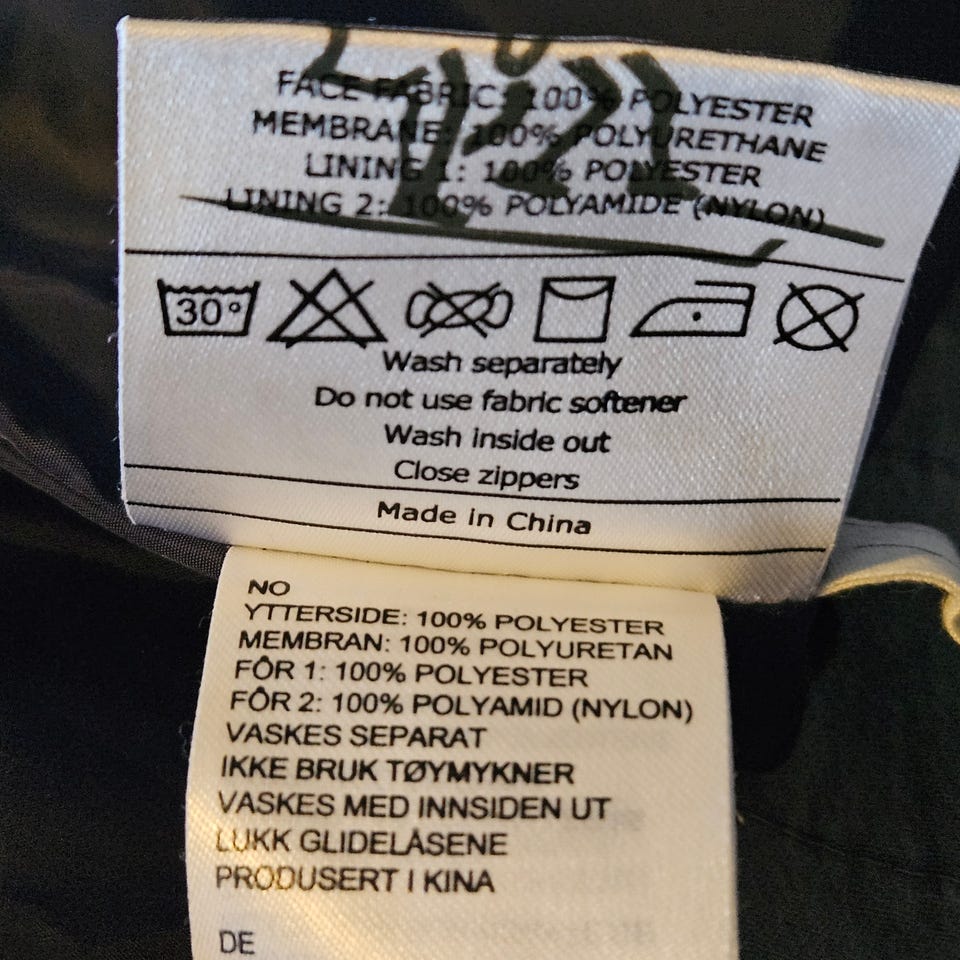 FACE FABRIC: 100% POLYESTER
MEMBRANE: 100% POLYURETHANE
LINING 1: 100% POLYESTER
LINING 2: 100% POLYAMIDE (NYLON)
30°
Wash separately
Do not use fabric softener
Wash inside out
Close zippers
Made in China
NO
YTTERSIDE: 100% POLYESTER
MEMBRAN: 100% POLYURETAN
FÔR 1: 100% POLYESTER
FÔR 2: 100% POLYAMID (NYLON)
VASKES SEPARAT
IKKE BRUK TØYMYKNER
VASKES MED INNSIDEN UT
LUKK GLIDELÅSENE
PRODUSERT I KINA
DE